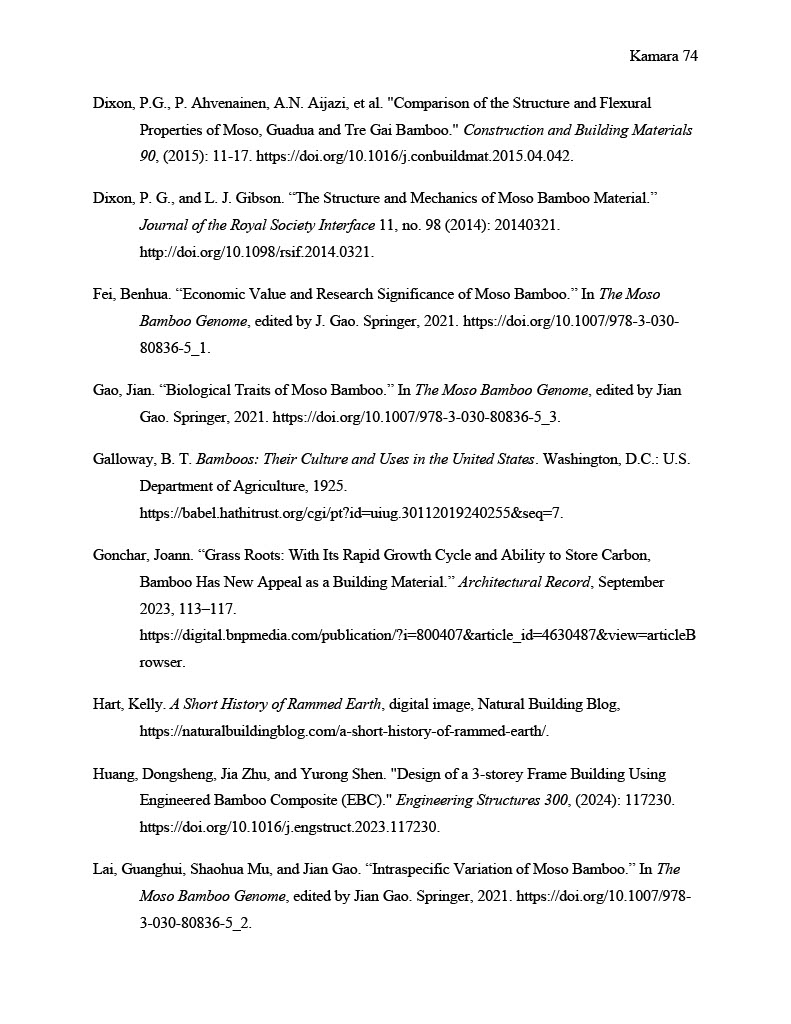 Kamara 74
Dixon, P.G., P. Ahvenainen, A.N. Aijazi, et al. "Comparison of the Structure and Flexural
Properties of Moso, Guadua and Tre Gai Bamboo." Construction and Building Materials
90, (2015): 11-17. https://doi.org/10.1016/j.conbuildmat.2015.04.042.
Dixon, P. G., and L. J. Gibson. “The Structure and Mechanics of Moso Bamboo Material.”
Journal of the Royal Society Interface 11, no. 98 (2014): 20140321.
http://doi.org/10.1098/rsif.2014.0321.
Fei, Benhua. “Economic Value and Research Significance of Moso Bamboo.” In The Moso
Bamboo Genome, edited by J. Gao. Springer, 2021. https://doi.org/10.1007/978-3-030-
80836-5_1.
Gao, Jian. “Biological Traits of Moso Bamboo.” In The Moso Bamboo Genome, edited by Jian
Gao. Springer, 2021. https://doi.org/10.1007/978-3-030-80836-5_3.
Galloway, B. T. Bamboos: Their Culture and Uses in the United States. Washington, D.C.: U.S.
Department of Agriculture, 1925.
https://babel.hathitrust.org/cgi/pt?id=uiug.30112019240255&seq=7.
Gonchar, Joann. “Grass Roots: With Its Rapid Growth Cycle and Ability to Store Carbon,
Bamboo Has New Appeal as a Building Material.” Architectural Record, September
2023, 113–117.
https://digital.bnpmedia.com/publication/?i=800407&article_id=4630487&view=articleB
rowser.
Hart, Kelly. A Short History of Rammed Earth, digital image, Natural Building Blog,
https://naturalbuildingblog.com/a-short-history-of-rammed-earth/.
Huang, Dongsheng, Jia Zhu, and Yurong Shen. "Design of a 3-storey Frame Building Using
Engineered Bamboo Composite (EBC)." Engineering Structures 300, (2024): 117230.
https://doi.org/10.1016/j.engstruct.2023.117230.
Lai, Guanghui, Shaohua Mu, and Jian Gao. “Intraspecific Variation of Moso Bamboo.” In The
Moso Bamboo Genome, edited by Jian Gao. Springer, 2021. https://doi.org/10.1007/978-
3-030-80836-5_2.